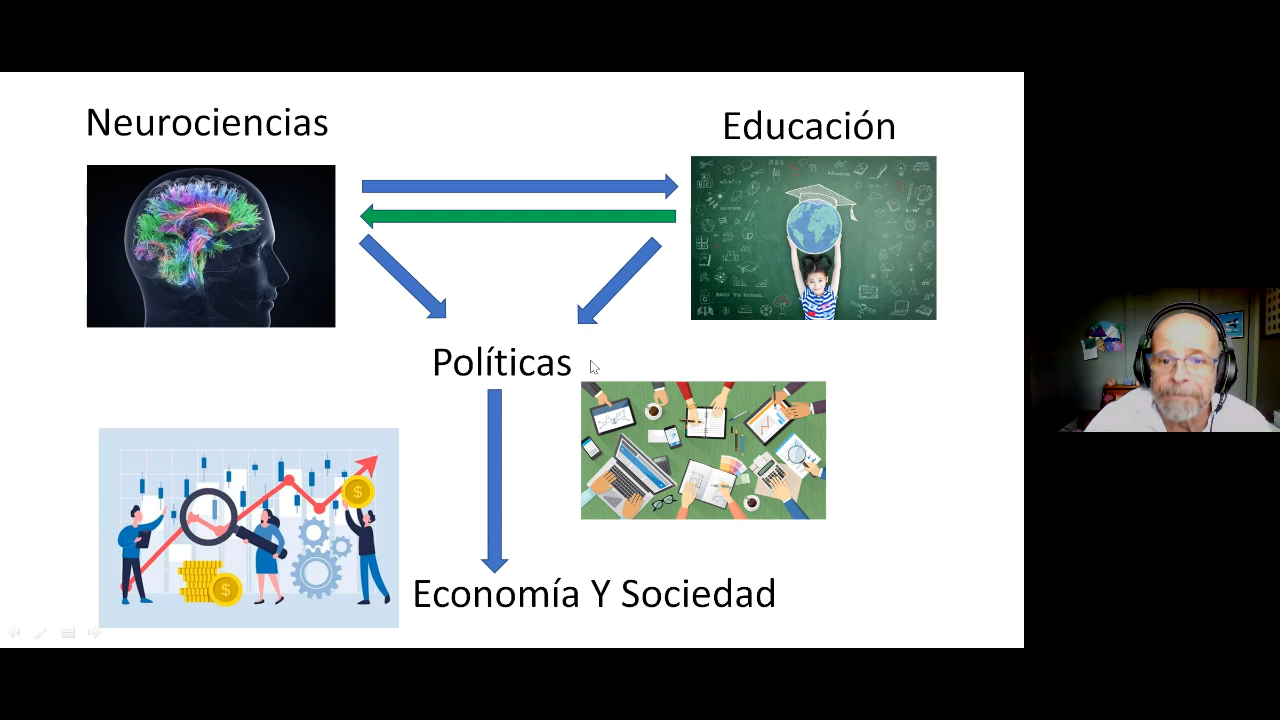 Neurociencias
Educación
Políticas
Economía Y Sociedad